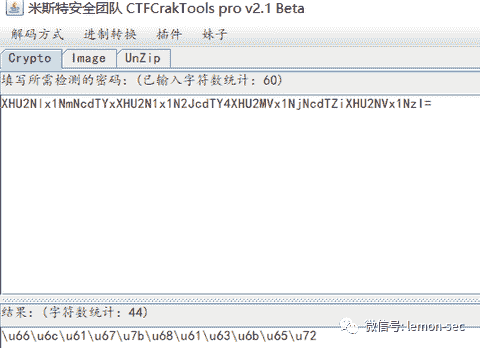 米斯特安全团队 CTFCrakTools pro v2.1 Beta
解码方式 进制转换 插件 妹子
Crypto Image UnZip
填写所需检测的密码：(已输入字符数统计：60)
XHU2Nlx1NmNcdTYxXHU2N1x1N2JcdTY4XHU2MVx1NjNcdTZiXHU2NVx1NzI=
结果：(字符数统计：44)
\u66\u6c\u61\u67\u7b\u68\u61\u63\u6b\u65\u72
微信号: lemon-sec